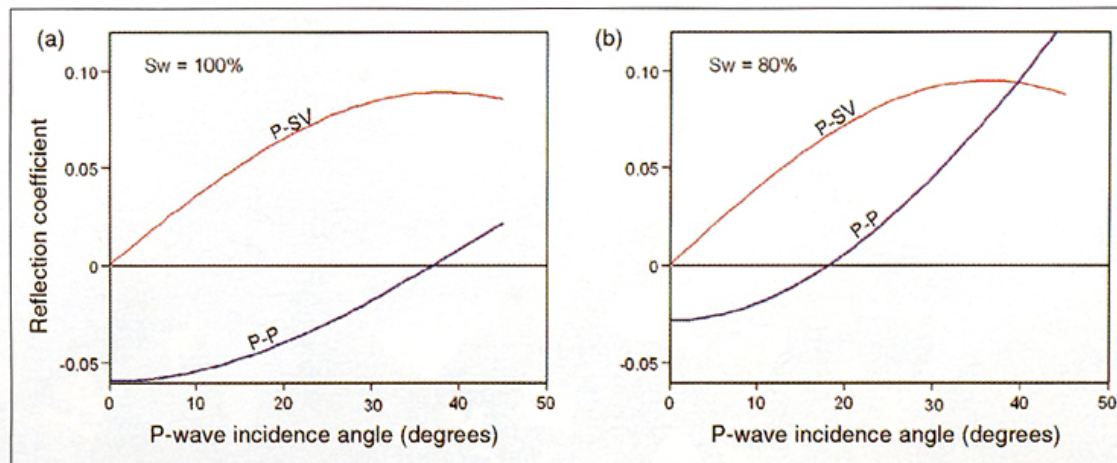 (a)
Sw = 100%
P-SV
P-P
0.10
0.05
0
-0.05
Reflection coefficient
0
10
20
30
40
50
P-wave incidence angle (degrees)
(b)
Sw = 80%
P-SV
P-P
0.10
0.05
0
-0.05
0
10
20
30
40
50
P-wave incidence angle (degrees)